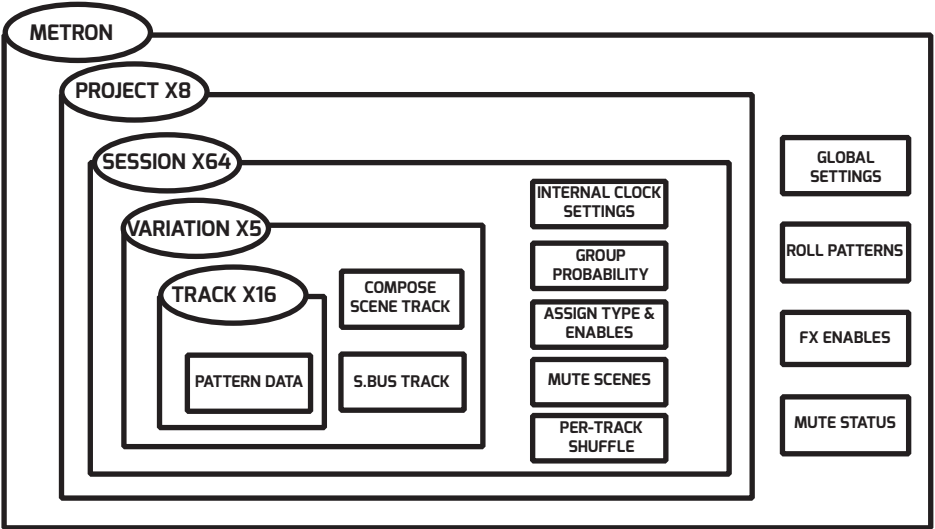 METRON
PROJECT X8
SESSION X64
VARIATION X5
TRACK X16
PATTERN DATA
COMPOSE
SCENE TRACK
S.BUS TRACK
INTERNAL CLOCK
SETTINGS
GROUP
PROBABILITY
ASSIGN TYPE &
ENABLES
MUTE SCENES
PER-TRACK
SHUFFLE
GLOBAL
SETTINGS
ROLL PATTERNS
FX ENABLES
MUTE STATUS